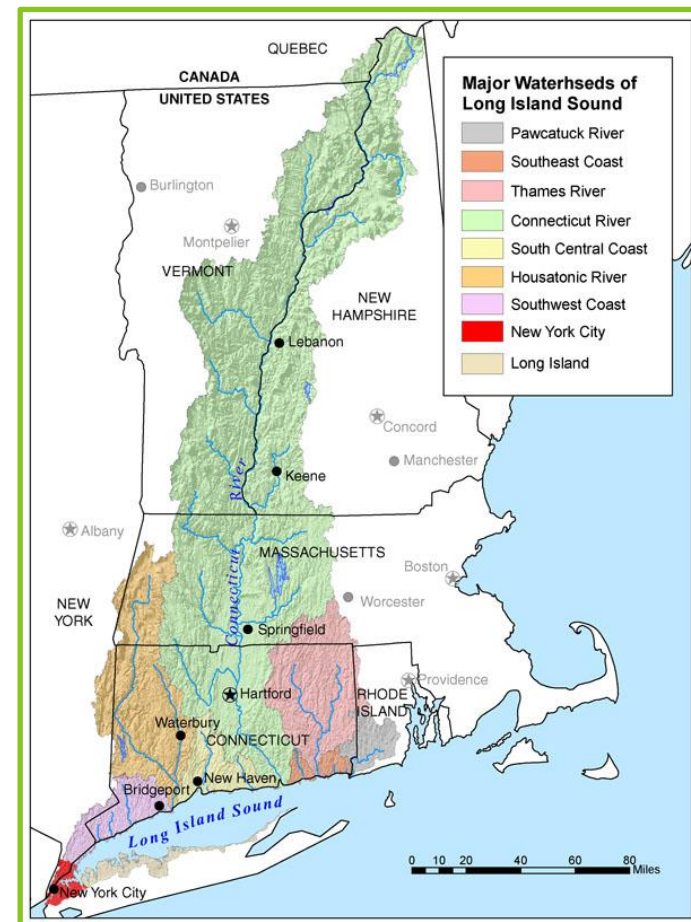 QUEBEC
CANADA
UNITED STATES
Major Waterhseds of
Long Island Sound
Pawcatuck River
Southeast Coast
Thames River
Connecticut River
South Central Coast
Housatonic River
Southwest Coast
New York City
Long Island
Burlington
Montpelier
VERMONT
NEW
HAMPSHIRE
Lebanon
Concord
Manchester
Keene
Connecticut River
Albany
MASSACHUSETTS
Boston
NEW
YORK
Worcester
Springfield
Providence
Hartford
RHODE
ISLAND
Waterbury
CONNECTICUT
New Haven
Bridgeport
Long Island Sound
0 10 20 40 60 80
Miles
New York City